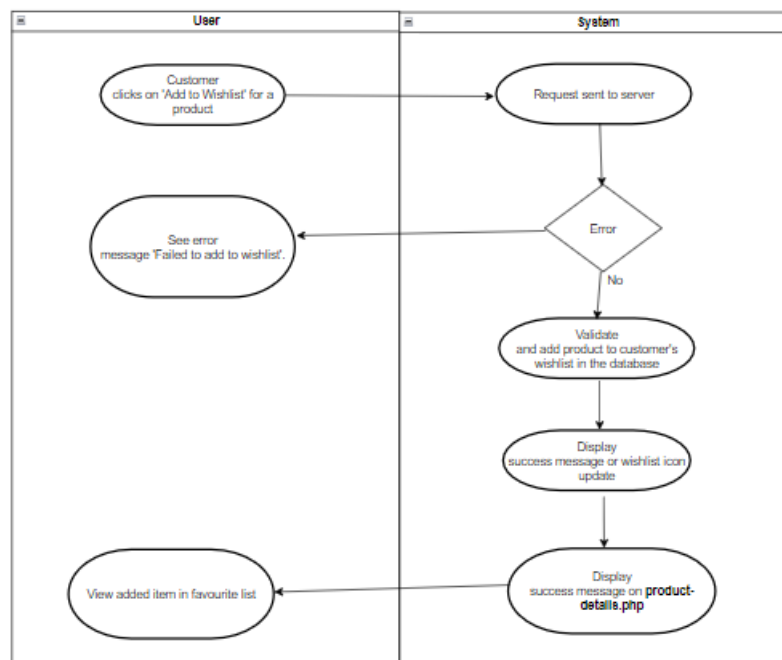 User
System
Customer
clicks on 'Add to Wishlist' for a
product
Request sent to server
See error
message 'Failed to add to wishlist'.
Error
No
Validate
and add product to customer's
wishlist in the database
Display
success message or wishlist icon
update
View added item in favourite list
Display
success message on product-
details.php